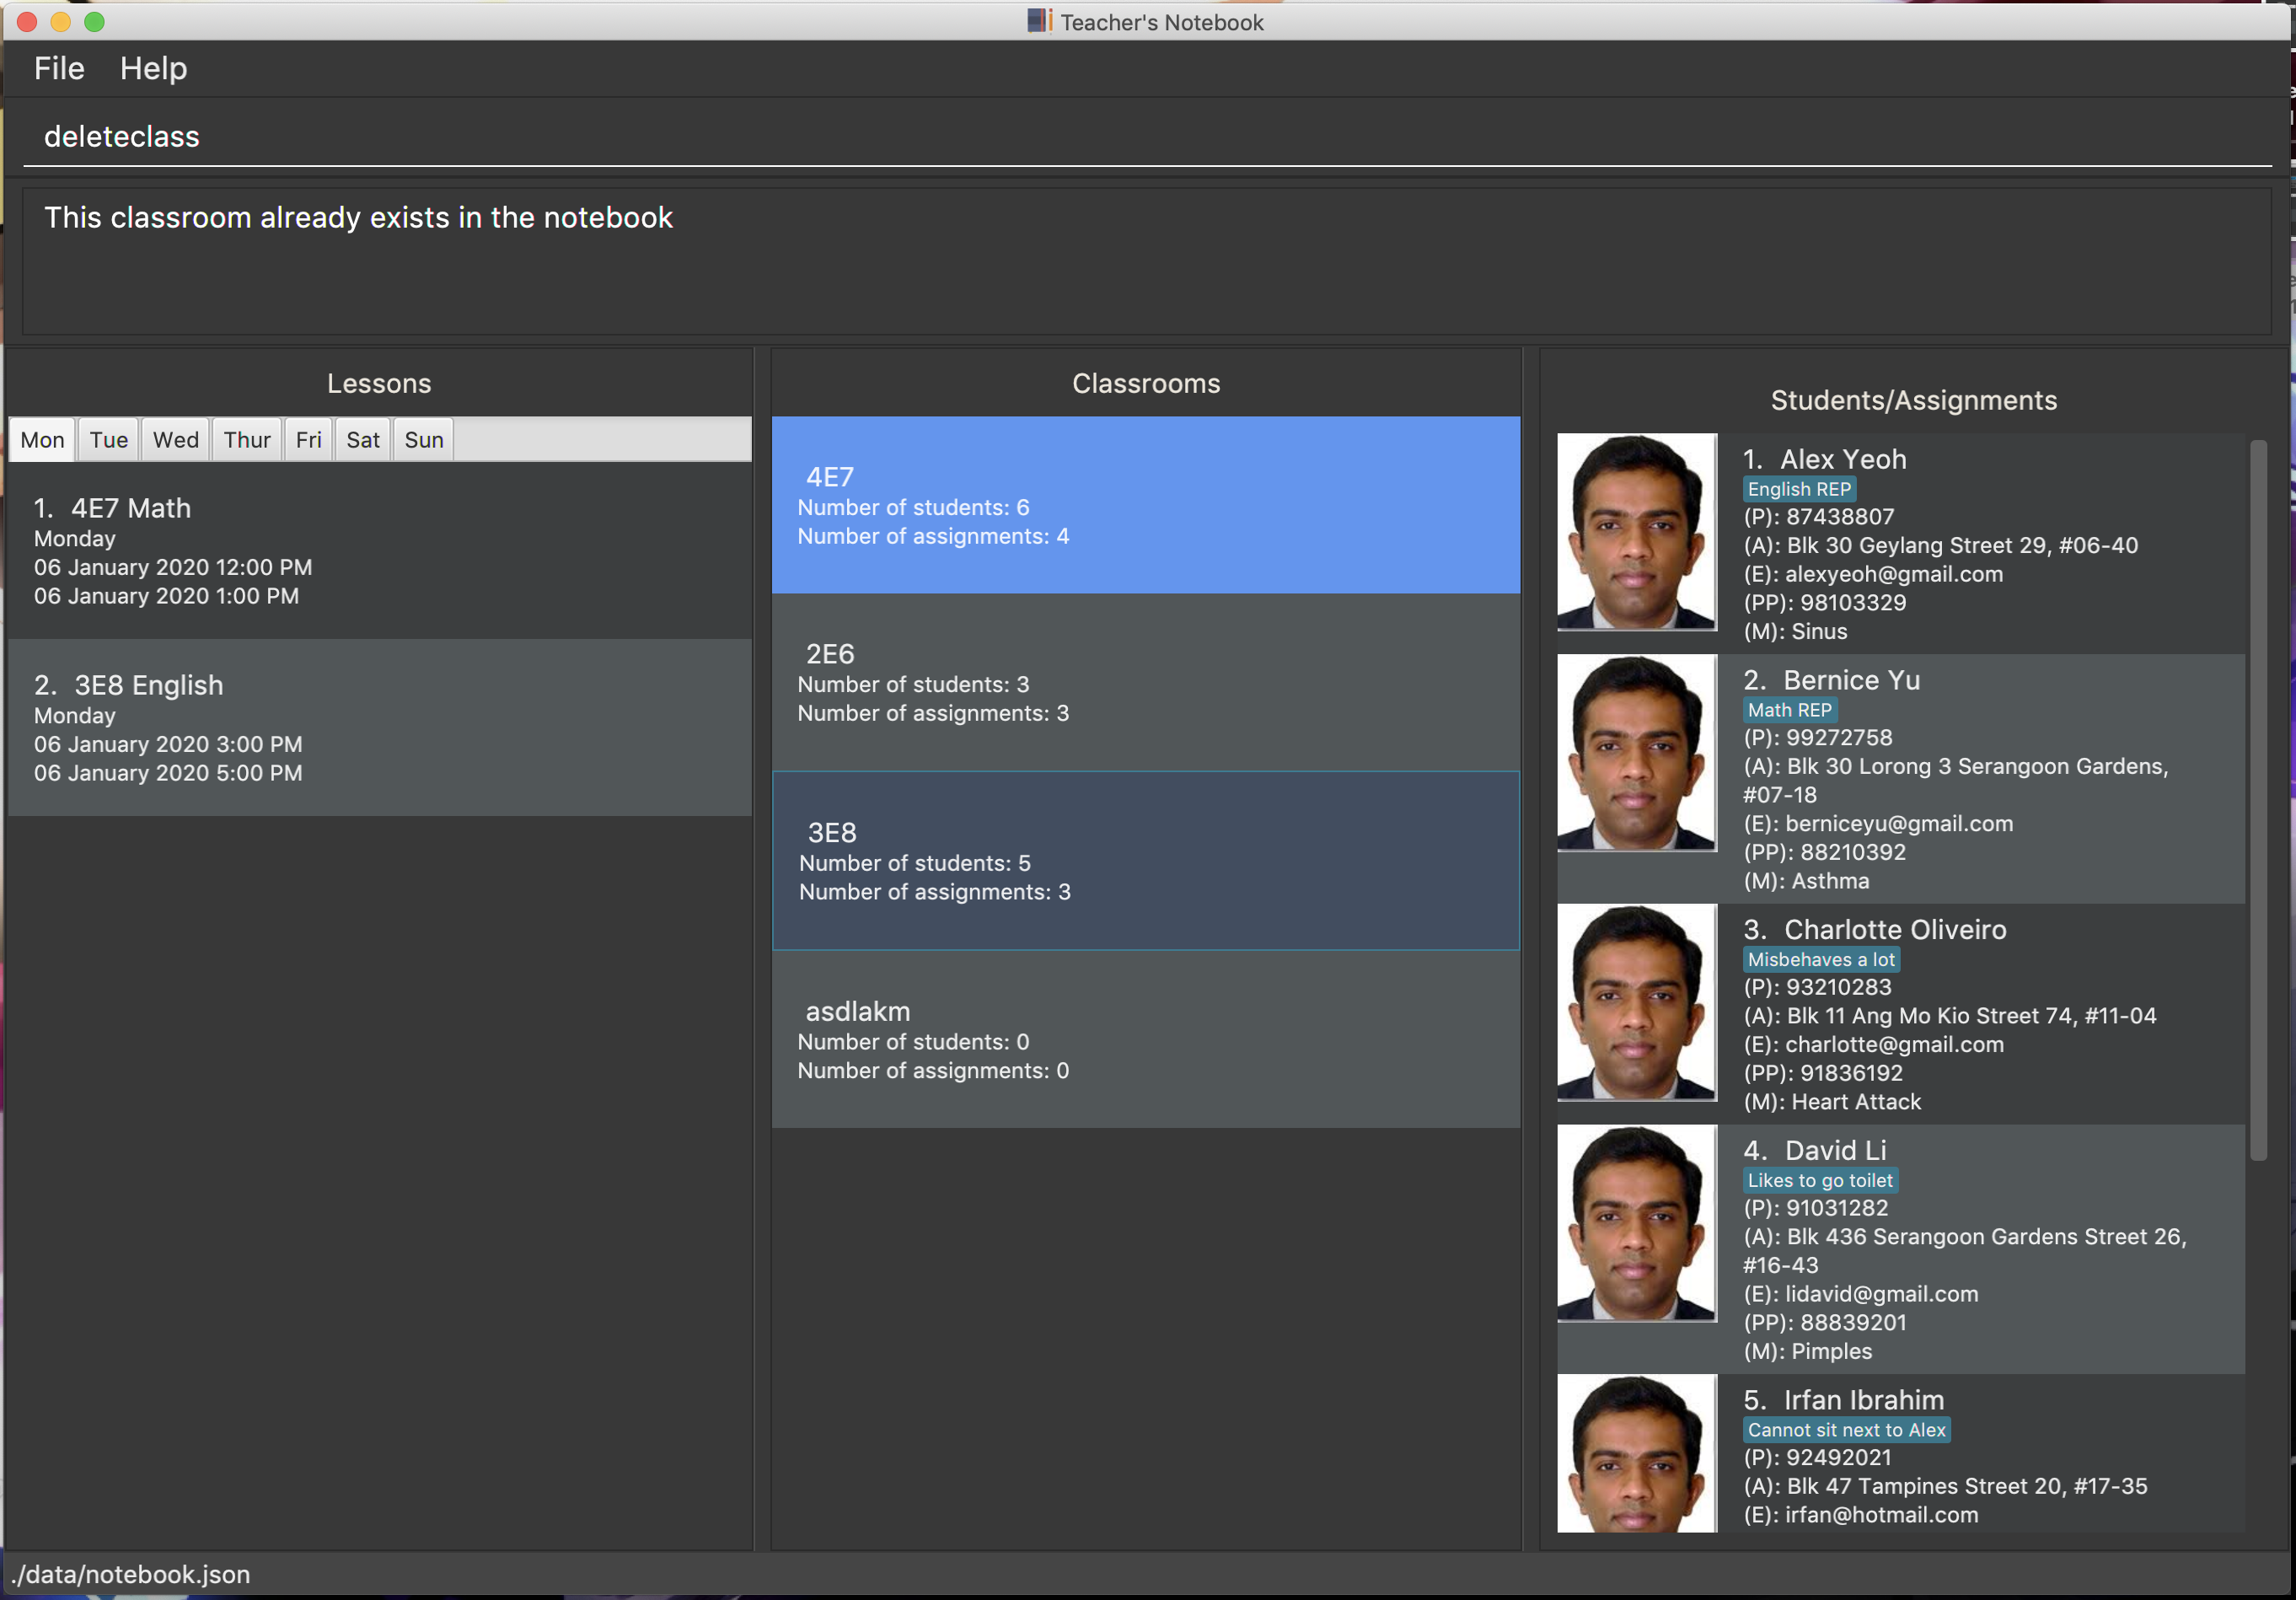 Teacher's Notebook
File Help
deleteclass
This classroom already exists in the notebook
Lessons
Mon Tue Wed Thur Fri Sat Sun
1. 4E7 Math
Monday
06 January 2020 12:00 PM
06 January 2020 1:00 PM
2. 3E8 English
Monday
06 January 2020 3:00 PM
06 January 2020 5:00 PM
Classrooms
4E7
Number of students: 6
Number of assignments: 4
2E6
Number of students: 3
Number of assignments: 3
3E8
Number of students: 5
Number of assignments: 3
asdlakm
Number of students: 0
Number of assignments: 0
Students/Assignments
1. Alex Yeoh
English REP
(P): 87438807
(A): Blk 30 Geylang Street 29, #06-40
(E): alexyeoh@gmail.com
(PP): 98103329
(M): Sinus
2. Bernice Yu
Math REP
(P): 99272758
(A): Blk 30 Lorong 3 Serangoon Gardens,
#07-18
(E): berniceyu@gmail.com
(PP): 88210392
(M): Asthma
3. Charlotte Oliveiro
Misbehaves a lot
(P): 93210283
(A): Blk 11 Ang Mo Kio Street 74, #11-04
(E): charlotte@gmail.com
(PP): 91836192
(M): Heart Attack
4. David Li
Likes to go toilet
(P): 91031282
(A): Blk 436 Serangoon Gardens Street 26,
#16-43
(E): lidavid@gmail.com
(PP): 88839201
(M): Pimples
5. Irfan Ibrahim
Cannot sit next to Alex
(P): 92492021
(A): Blk 47 Tampines Street 20, #17-35
(E): irfan@hotmail.com
./data/notebook.json